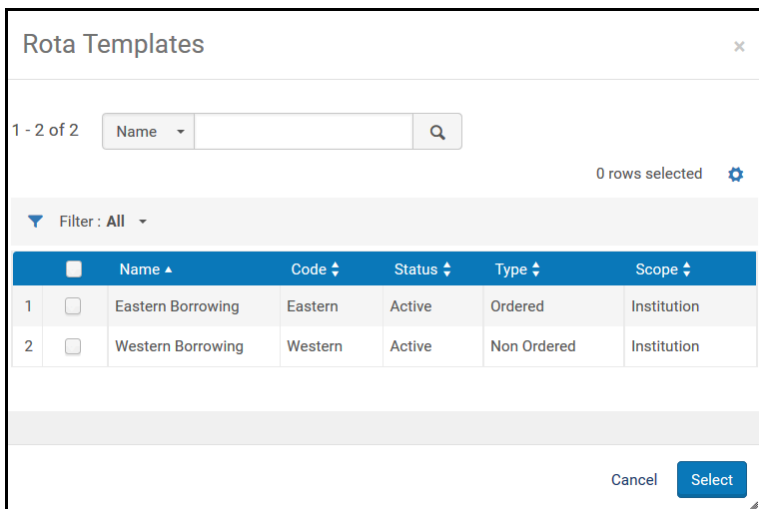 Rota Templates ×
1 - 2 of 2 Name
0 rows selected
Filter : All
Name Code Status Type Scope
1 Eastern Borrowing Eastern Active Ordered Institution
2 Western Borrowing Western Active Non Ordered Institution
Cancel Select